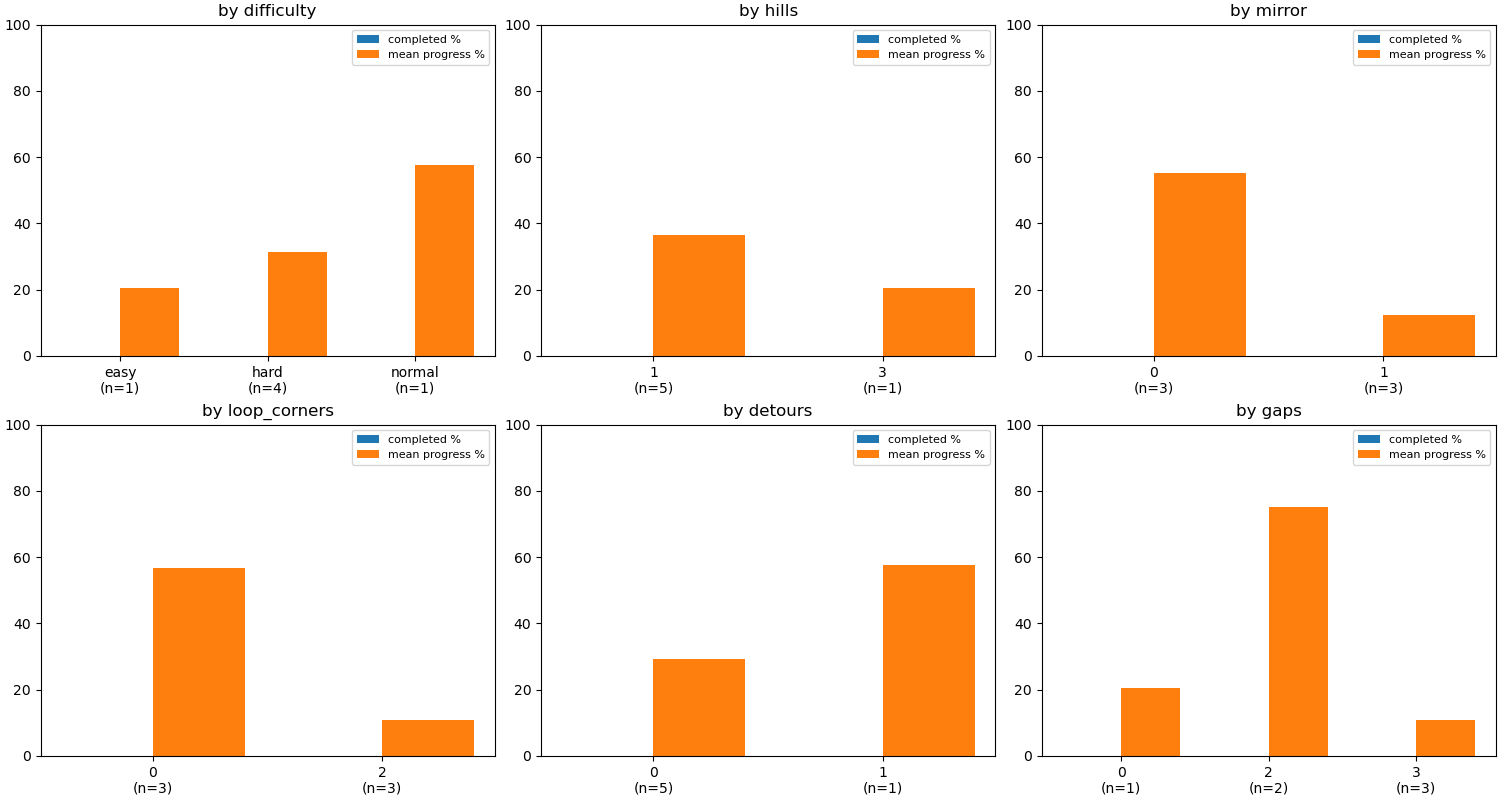 by difficulty
100
80
60
40
20
0
completed %
mean progress %
easy
(n=1)
hard
(n=4)
normal
(n=1)
by hills
100
80
60
40
20
0
completed %
mean progress %
1
(n=5)
3
(n=1)
by mirror
100
80
60
40
20
0
completed %
mean progress %
0
(n=3)
1
(n=3)
by loop_corners
100
80
60
40
20
0
completed %
mean progress %
0
(n=3)
2
(n=3)
by detours
100
80
60
40
20
0
completed %
mean progress %
0
(n=5)
1
(n=1)
by gaps
100
80
60
40
20
0
completed %
mean progress %
0
(n=1)
2
(n=2)
3
(n=3)